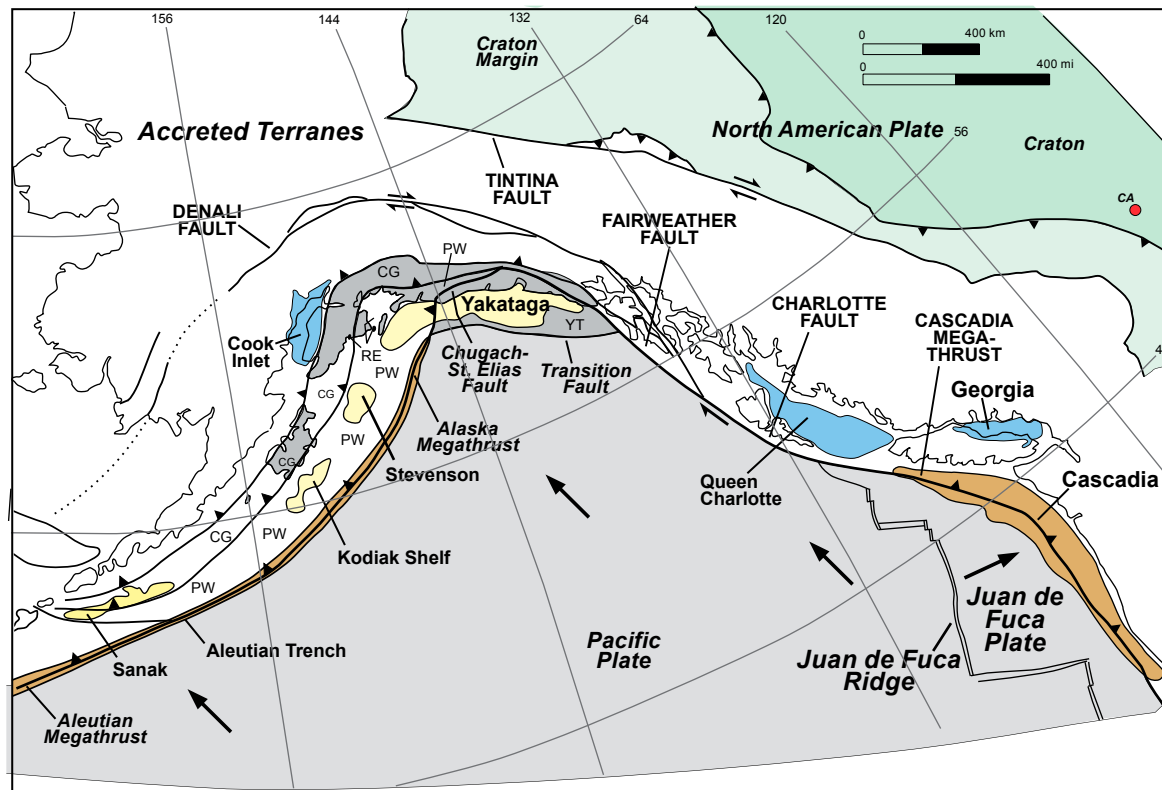 156
144
132
64
120
0
400 km
0
400 mi
Craton
Margin
Accreted Terranes
North American Plate
56
Craton
CA
TINTINA
FAULT
DENALI
FAULT
FAIRWEATHER
FAULT
PW
CG
Yakataga
CHARLOTTE
FAULT
CASCADIA
MEGA-
THRUST
YT
Cook
Inlet
RE
PW
Chugach-
St. Elias
Fault
Transition
Fault
4
Georgia
CG
PW
Alaska
Megathrust
CG
Stevenson
Queen
Charlotte
Cascadia
CG
PW
Kodiak Shelf
PW
Juan de
Fuca
Plate
Sanak
Aleutian Trench
Pacific
Plate
Juan de Fuca
Ridge
Aleutian
Megathrust